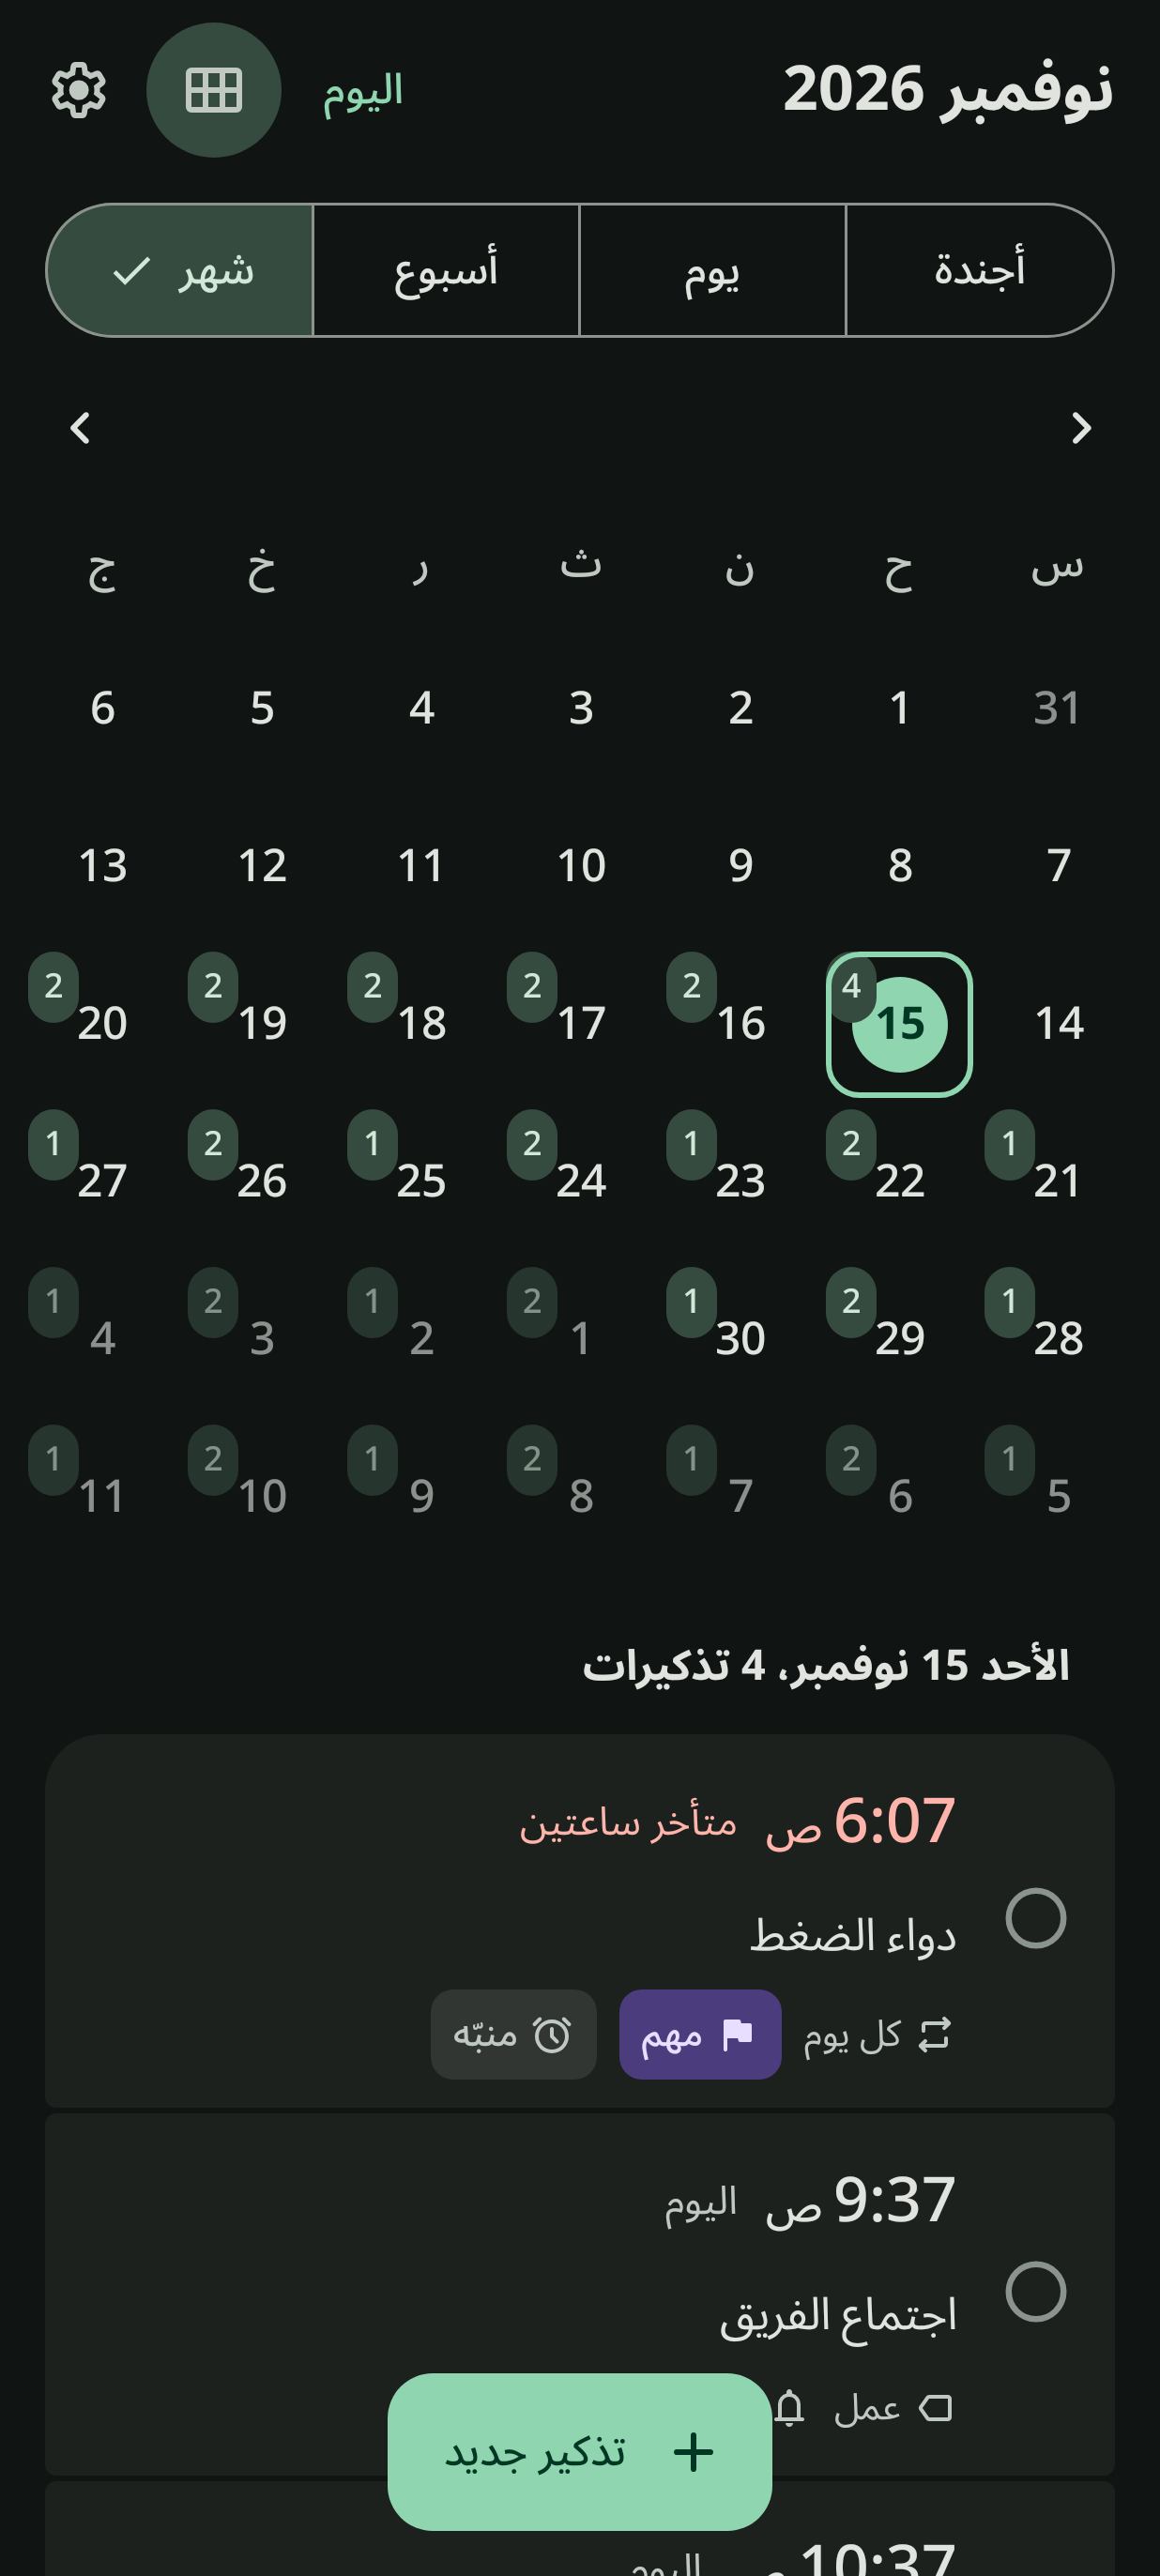 نوفمبر 2026 اليوم
أجندة يوم أسبوع شهر
س ح ن ث ر خ ج
31 1 2 3 4 5 6
7 8 9 10 11 12 13
14 15 4 16 2 17 2 18 2 19 2 20 2
21 1 22 2 23 1 24 2 25 1 26 2 27 1
28 1 29 2 30 1 1 2 2 1 3 2 4 1
5 1 6 2 7 1 8 2 9 1 10 2 11 1
الأحد 15 نوفمبر، 4 تذكيرات
6:07 ص متأخر ساعتين
دواء الضغط
كل يوم مهم منبّه
9:37 ص اليوم
اجتماع الفريق
عمل
تذكير جديد
10:37 ص اليوم